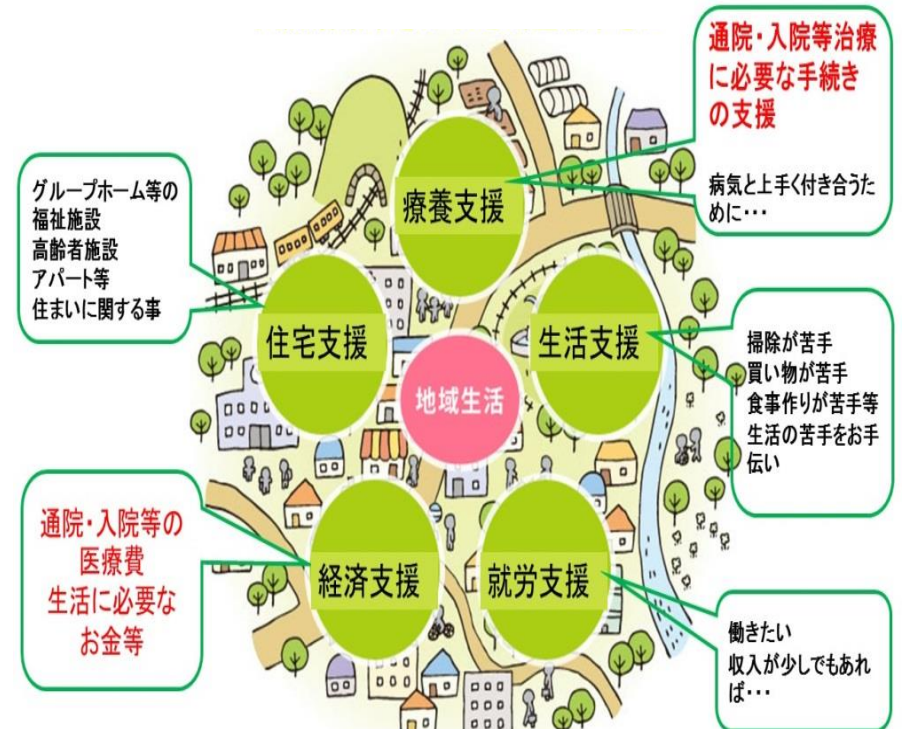 通院・入院等治療
に必要な手続き
の支援
病気と上手く付き合うた
めに・・・
療養支援
グループホーム等の
福祉施設
高齢者施設
アパート等
住まいに関する事
住宅支援
生活支援
地域生活
掃除が苦手
買い物が苦手
食事作りが苦手等
生活の苦手をお手
伝い
通院・入院等の
医療費
生活に必要な
お金等
経済支援
就労支援
働きたい
収入が少しでもあれ
ば・・・